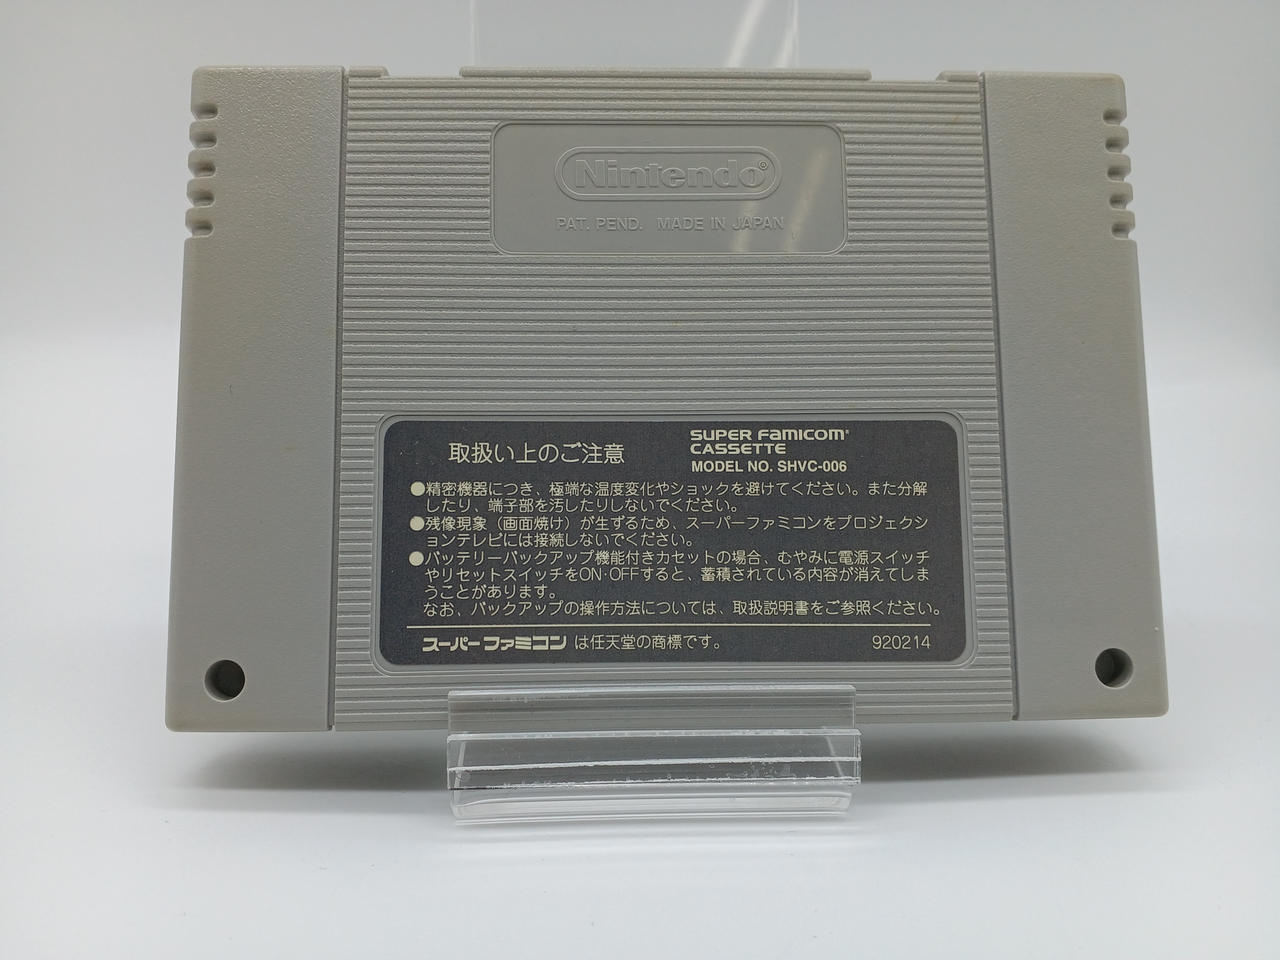 Nintendo®
PAT. PEND. MADE IN JAPAN
取扱い上のご注意
SUPER FAMICOM®
CASSETTE
MODEL NO. SHVC-006
●精密機器につき、極端な温度変化やショックを避けてください。また分解
したり、端子部を汚したりしないでください。
●残像現象（画面焼け）が生ずるため、スーパーファミコンをプロジェクシ
ョンテレビには接続しないでください。
●バッテリーバックアップ機能付きカセットの場合、むやみに電源スイッチ
やリセットスイッチをON·OFFすると、蓄積されている内容が消えてしま
うことがあります。
なお、バックアップの操作方法については、取扱説明書をご参照ください。
スーパーファミコン は任天堂の商標です。 920214